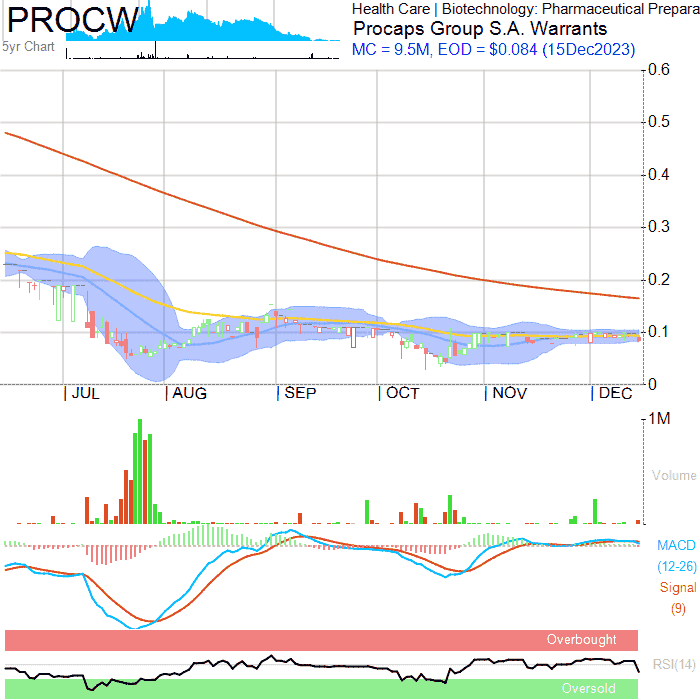 PROCW
Health Care | Biotechnology: Pharmaceutical Prepara
Procaps Group S.A. Warrants
MC = 9.5M, EOD = $0.084 (15Dec2023)
5yr Chart
0.6
0.5
0.4
0.3
0.2
0.1
0
| JUL | AUG | SEP | OCT | NOV | DEC
1M
Volume
MACD
(12-26)
Signal
(9)
Overbought
RSI(14)
Oversold